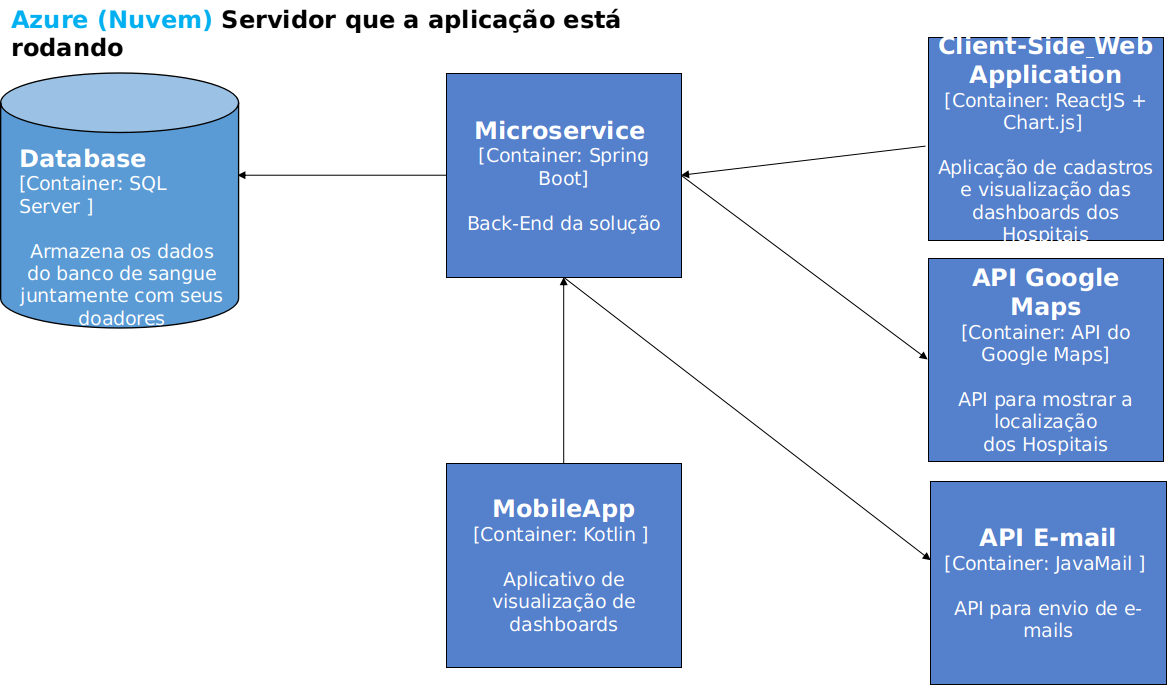 Azure (Nuvem) Servidor que a aplicação está
rodando
Database
[Container: SQL
Server ]
Armazena os dados
do banco de sangue
juntamente com seus
doadores
Microservice
[Container: Spring
Boot]
Back-End da solução
MobileApp
[Container: Kotlin ]
Aplicativo de
visualização de
dashboards
Client-Side_Web
Application
[Container: ReactJS +
Chart.js]
Aplicação de cadastros
e visualização das
dashboards dos
Hospitais
API Google
Maps
[Container: API do
Google Maps]
API para mostrar a
localização
dos Hospitais
API E-mail
[Container: JavaMail ]
API para envio de e-
mails